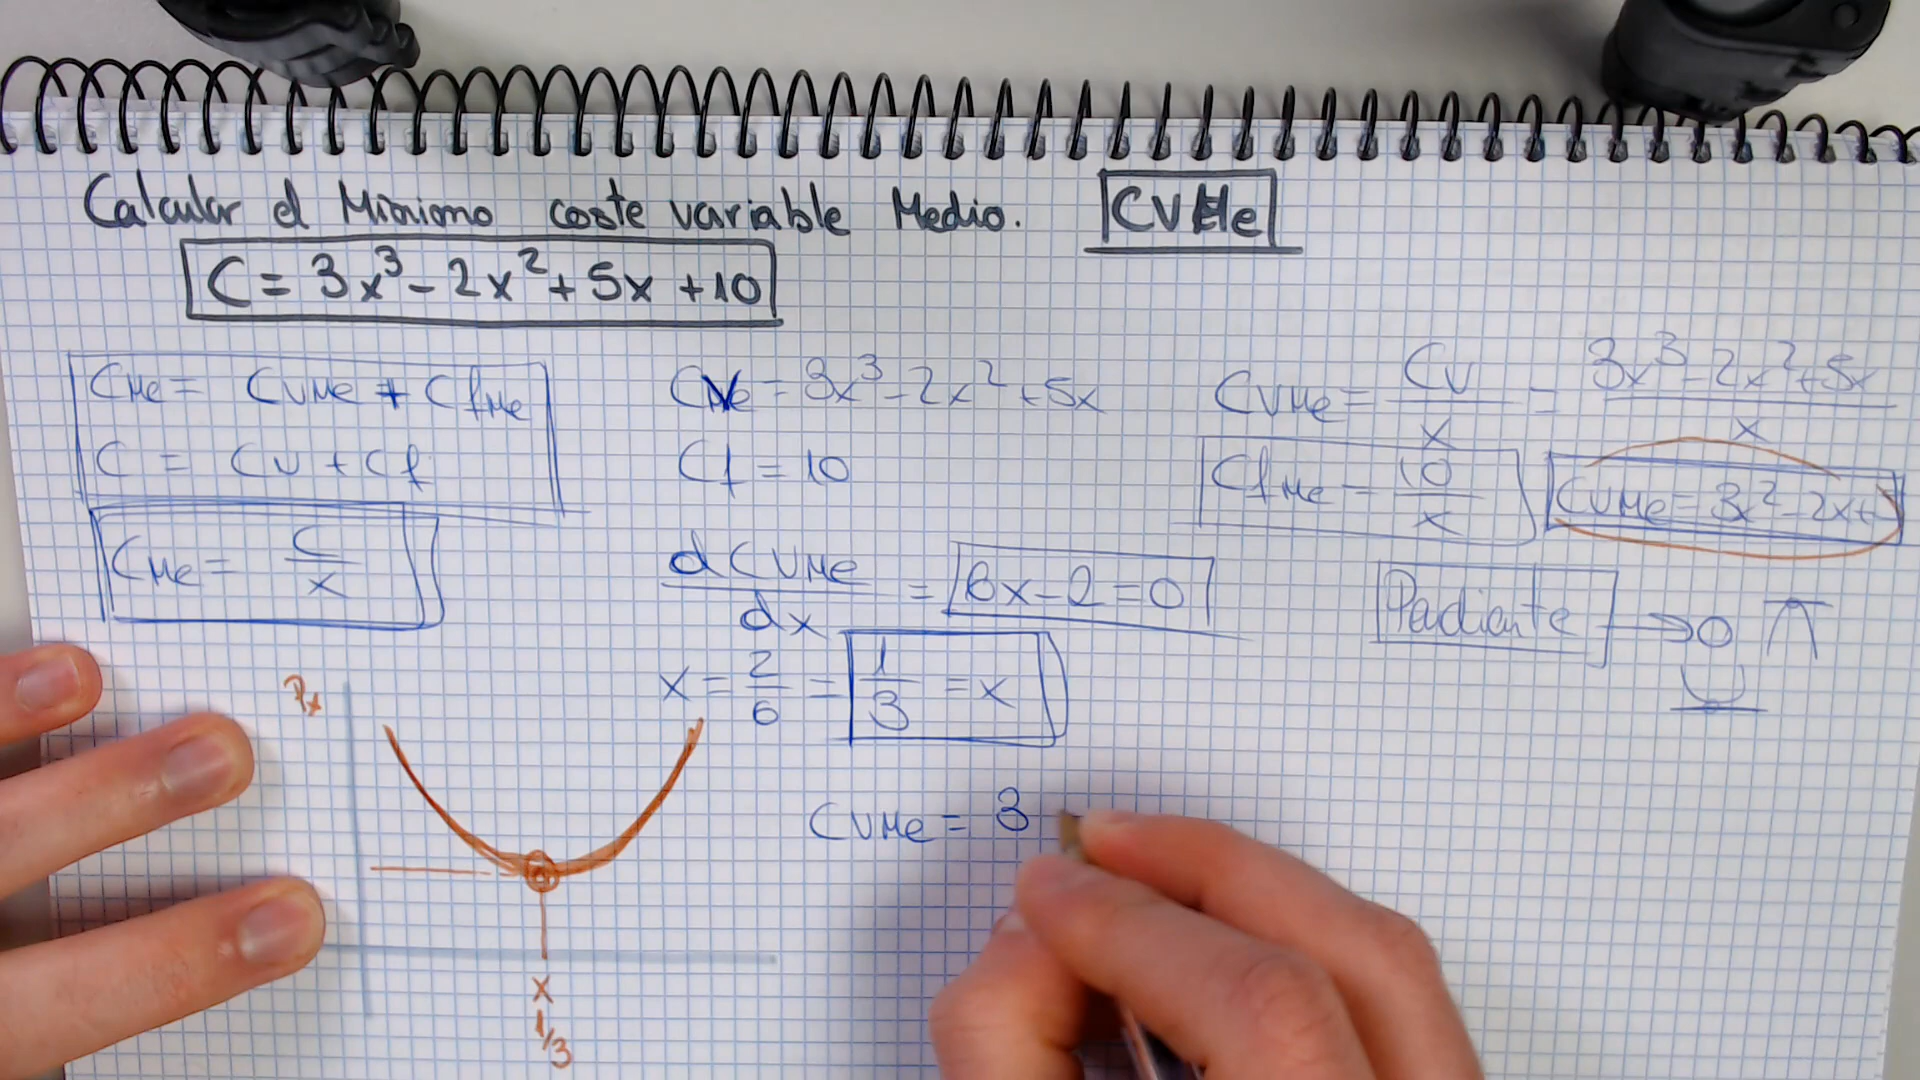 Calcular el Mínimo coste variable Medio. CVMe
C = 3x³ - 2x² + 5x + 10
CMe = CVMe + CfMe
C = CV + Cf
CMe = C/x
CV = 3x³ - 2x² + 5x
Cf = 10
CVMe = CV/x = 3x³ - 2x² + 5x/x
CfMe = 10/x
CVMe = 3x² - 2x +
dCVMe/dx = 6x - 2 = 0
Pendiente → 0
x = 2/6 = 1/3 = x
CVMe = 3
Px
x
1/3